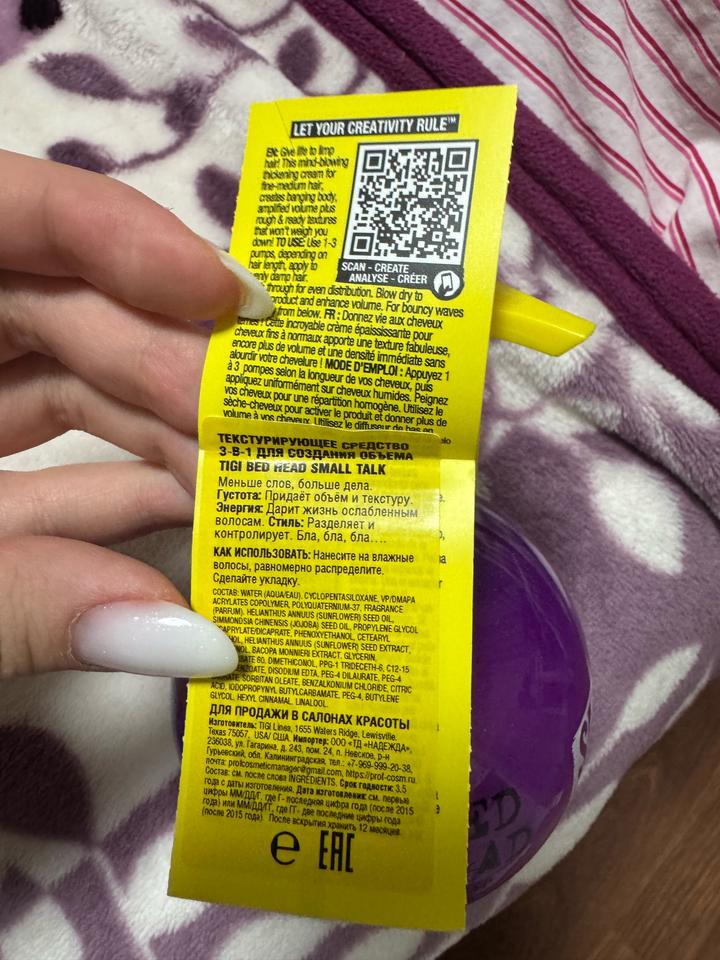 LET YOUR CREATIVITY RULE™
EN: Give life to limp
hair! This mind-blowing
thickening cream for
fine-medium hair,
creates banging body,
amplified volume plus
rough & ready textures
that won't weigh you
down! TO USE: Use 1-3
pumps, depending on
hair length, apply to
damp hair.
SCAN - CREATE
ANALYSE - CRÉER
through for even distribution. Blow dry to
product and enhance volume. For bouncy waves
from below. FR : Donnez vie aux cheveux
Cette incroyable crème épaississante pour
cheveux fins à normaux apporte une texture fabuleuse,
encore plus de volume et une densité immédiate sans
alourdir votre chevelure ! MODE D'EMPLOI : Appuyez 1
à 3 pompes selon la longueur de vos cheveux, puis
appliquez uniformément sur cheveux humides. Peignez
vos cheveux pour une répartition homogène. Utilisez le
sèche-cheveux pour activer le produit et donner plus de
volume à vos cheveux. Utilisez le diffuseur de bas en
ТЕКСТУРИРУЮЩЕЕ СРЕДСТВО
3-В-1 ДЛЯ СОЗДАНИЯ ОБЪЕМА
TIGI BED HEAD SMALL TALK
Меньше слов, больше дела.
Густота: Придаёт объём и текстуру.
Энергия: Дарит жизнь ослабленным
волосам. Стиль: Разделяет и
контролирует. Бла, бла, бла....
КАК ИСПОЛЬЗОВАТЬ: Нанесите на влажные
волосы, равномерно распределите.
Сделайте укладку.
СОСТАВ: WATER (AQUA/EAU), CYCLOPENTASILOXANE, VP/DMAPA
ACRYLATES COPOLYMER, POLYQUATERNIUM-37, FRAGRANCE
(PARFUM), HELIANTHUS ANNUUS (SUNFLOWER) SEED OIL,
SIMMONDSIA CHINENSIS (JOJOBA) SEED OIL, PROPYLENE GLYCOL
PHENOXYETHANOL, CETEARYL
HELIANTHUS ANNUUS (SUNFLOWER) SEED EXTRACT,
BACOPA MONNIERI EXTRACT, GLYCERIN,
60, DIMETHICONOL, PPG-1 TRIDECETH-6, C12-15
DISODIUM EDTA, PEG-4 DILAURATE, PEG-4
SORBITAN OLEATE, BENZALKONIUM CHLORIDE, CITRIC
ACID, IODOPROPYNYL BUTYLCARBAMATE, PEG-4, BUTYLENE
GLYCOL, HEXYL CINNAMAL, LINALOOL.
ДЛЯ ПРОДАЖИ В САЛОНАХ КРАСОТЫ
Изготовитель: TIGI Linea, 1655 Waters Ridge, Lewisville,
Texas 75057, USA/ США. Импортер: ООО «ТД «НАДЕЖДА»,
236038, ул. Гагарина, д. 243, пом. 24, п. Невское, р-н
Гурьевский, обл. Калининградская, тел.: +7-969-999-20-38,
почта: profcosmeticmanager@gmail.com, https://prof-cosm.ru.
Состав: см. после слова INGREDIENTS. Срок годности: 3,5
года с даты изготовления. Дата изготовления: см. первые
цифры ММ/ДД/Г, где Г- последняя цифра года (после 2015
года) или ММ/ДД/ГГ, где ГГ- две последние цифры года
(после 2015 года). После вскрытия хранить 12 месяцев.
e EAC
BED
HEAD